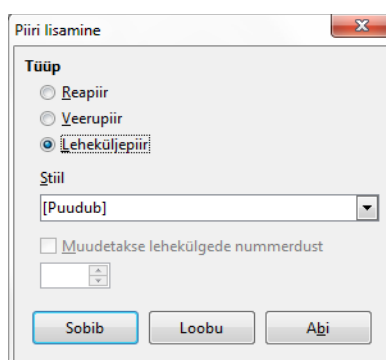 Piiri lisamine
Tüüp
Reapiir
Veerupiir
Leheküljepiir
Stiil
[Puudub]
Muudetakse lehekülgede nummerdust
Sobib Loobu Abi